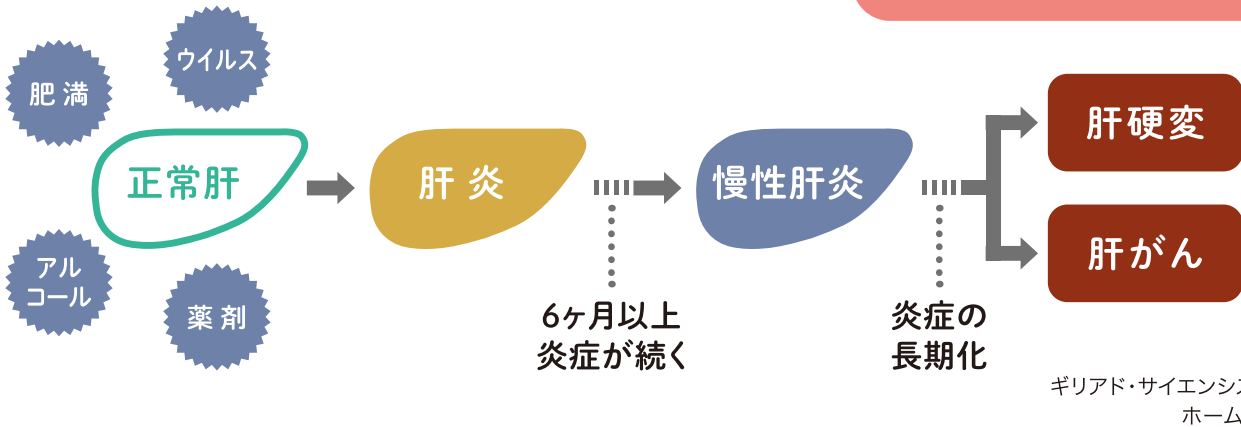 肥満
ウイルス
正常肝
アル
コール
薬剤
肝炎
6ヶ月以上
炎症が続く
慢性肝炎
炎症の
長期化
肝硬変
肝がん
ギリアド・サイエンシズ
ホーム